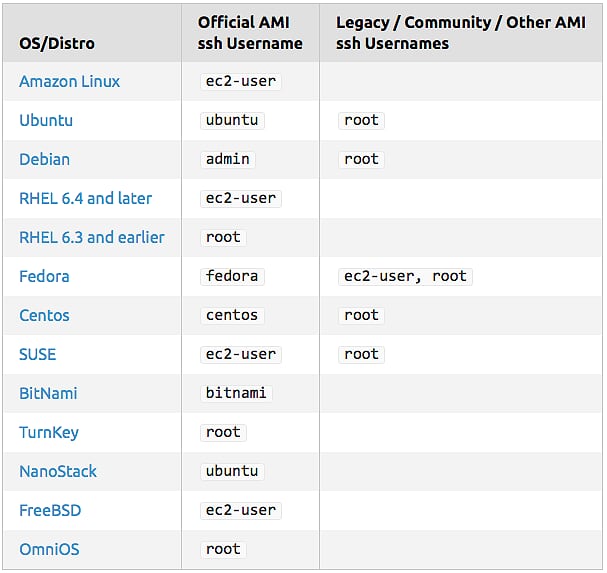 OS/Distro Official AMI ssh Username Legacy / Community / Other AMI ssh Usernames
Amazon Linux ec2-user
Ubuntu ubuntu root
Debian admin root
RHEL 6.4 and later ec2-user
RHEL 6.3 and earlier root
Fedora fedora ec2-user, root
Centos centos root
SUSE ec2-user root
BitNami bitnami
TurnKey root
NanoStack ubuntu
FreeBSD ec2-user
OmniOS root